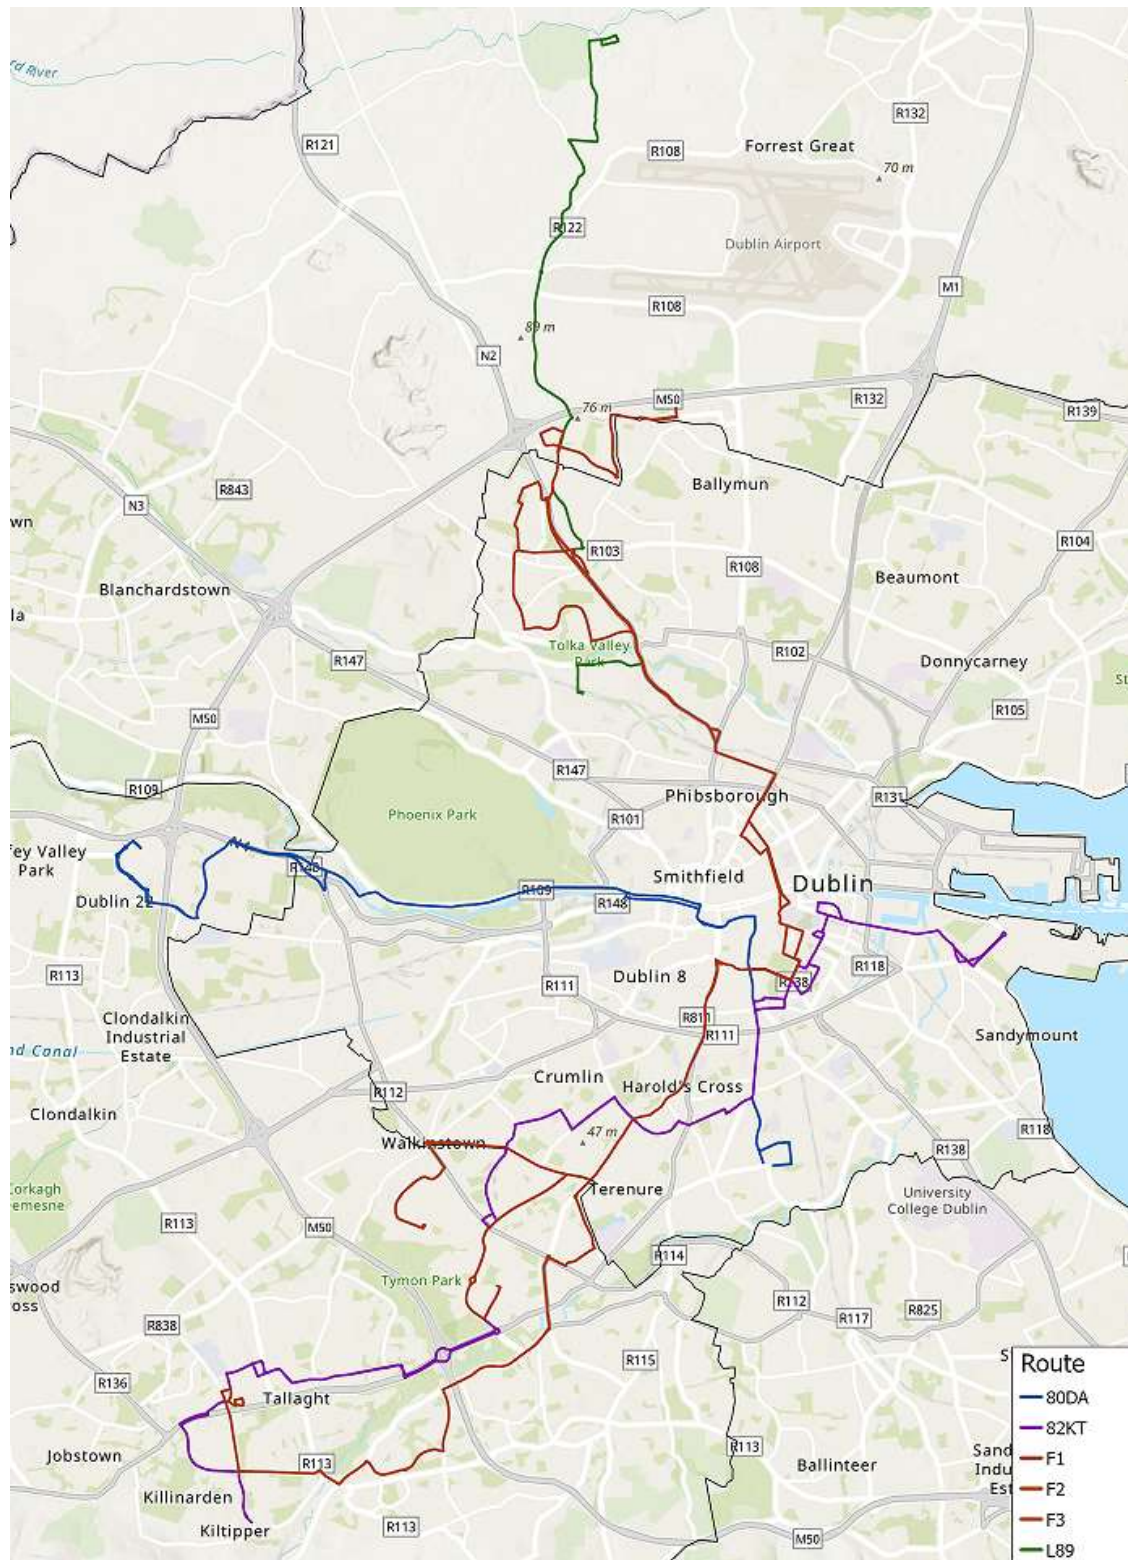 rd River
R121
R132
R108
Forrest Great
70 m
R122
Dublin Airport
M1
R108
89 m
N2
M50
R132
R139
76 m
R843
Ballymun
N3
wn
R104
R103
R108
Blanchardstown
Beaumont
la
Tolka Valley
Park
R102
R147
Donnycarney
St
M50
R105
R147
R109
Phibsborough
R131
Phoenix Park
R101
N4
fey Valley
Park
R148
Smithfield
Dublin
R109
R148
Dublin 22
R113
Dublin 8
R118
R138
R111
Clondalkin
Industrial
Estate
R811
R111
Sandymount
nd Canal
Crumlin
Harold's Cross
R112
Clondalkin
47 m
R118
Walkinstown
R138
Corkagh
emesne
Terenure
University
College Dublin
R113
M50
R114
swood
oss
Tymon Park
R112
R825
R838
R117
R115
R136
Tallaght
Jobstown
R113
R113
Ballinteer
Sand
Indu
Est
Killinarden
R113
Kiltipper
M50
S
Route
80DA
82KT
F1
F2
F3
L89